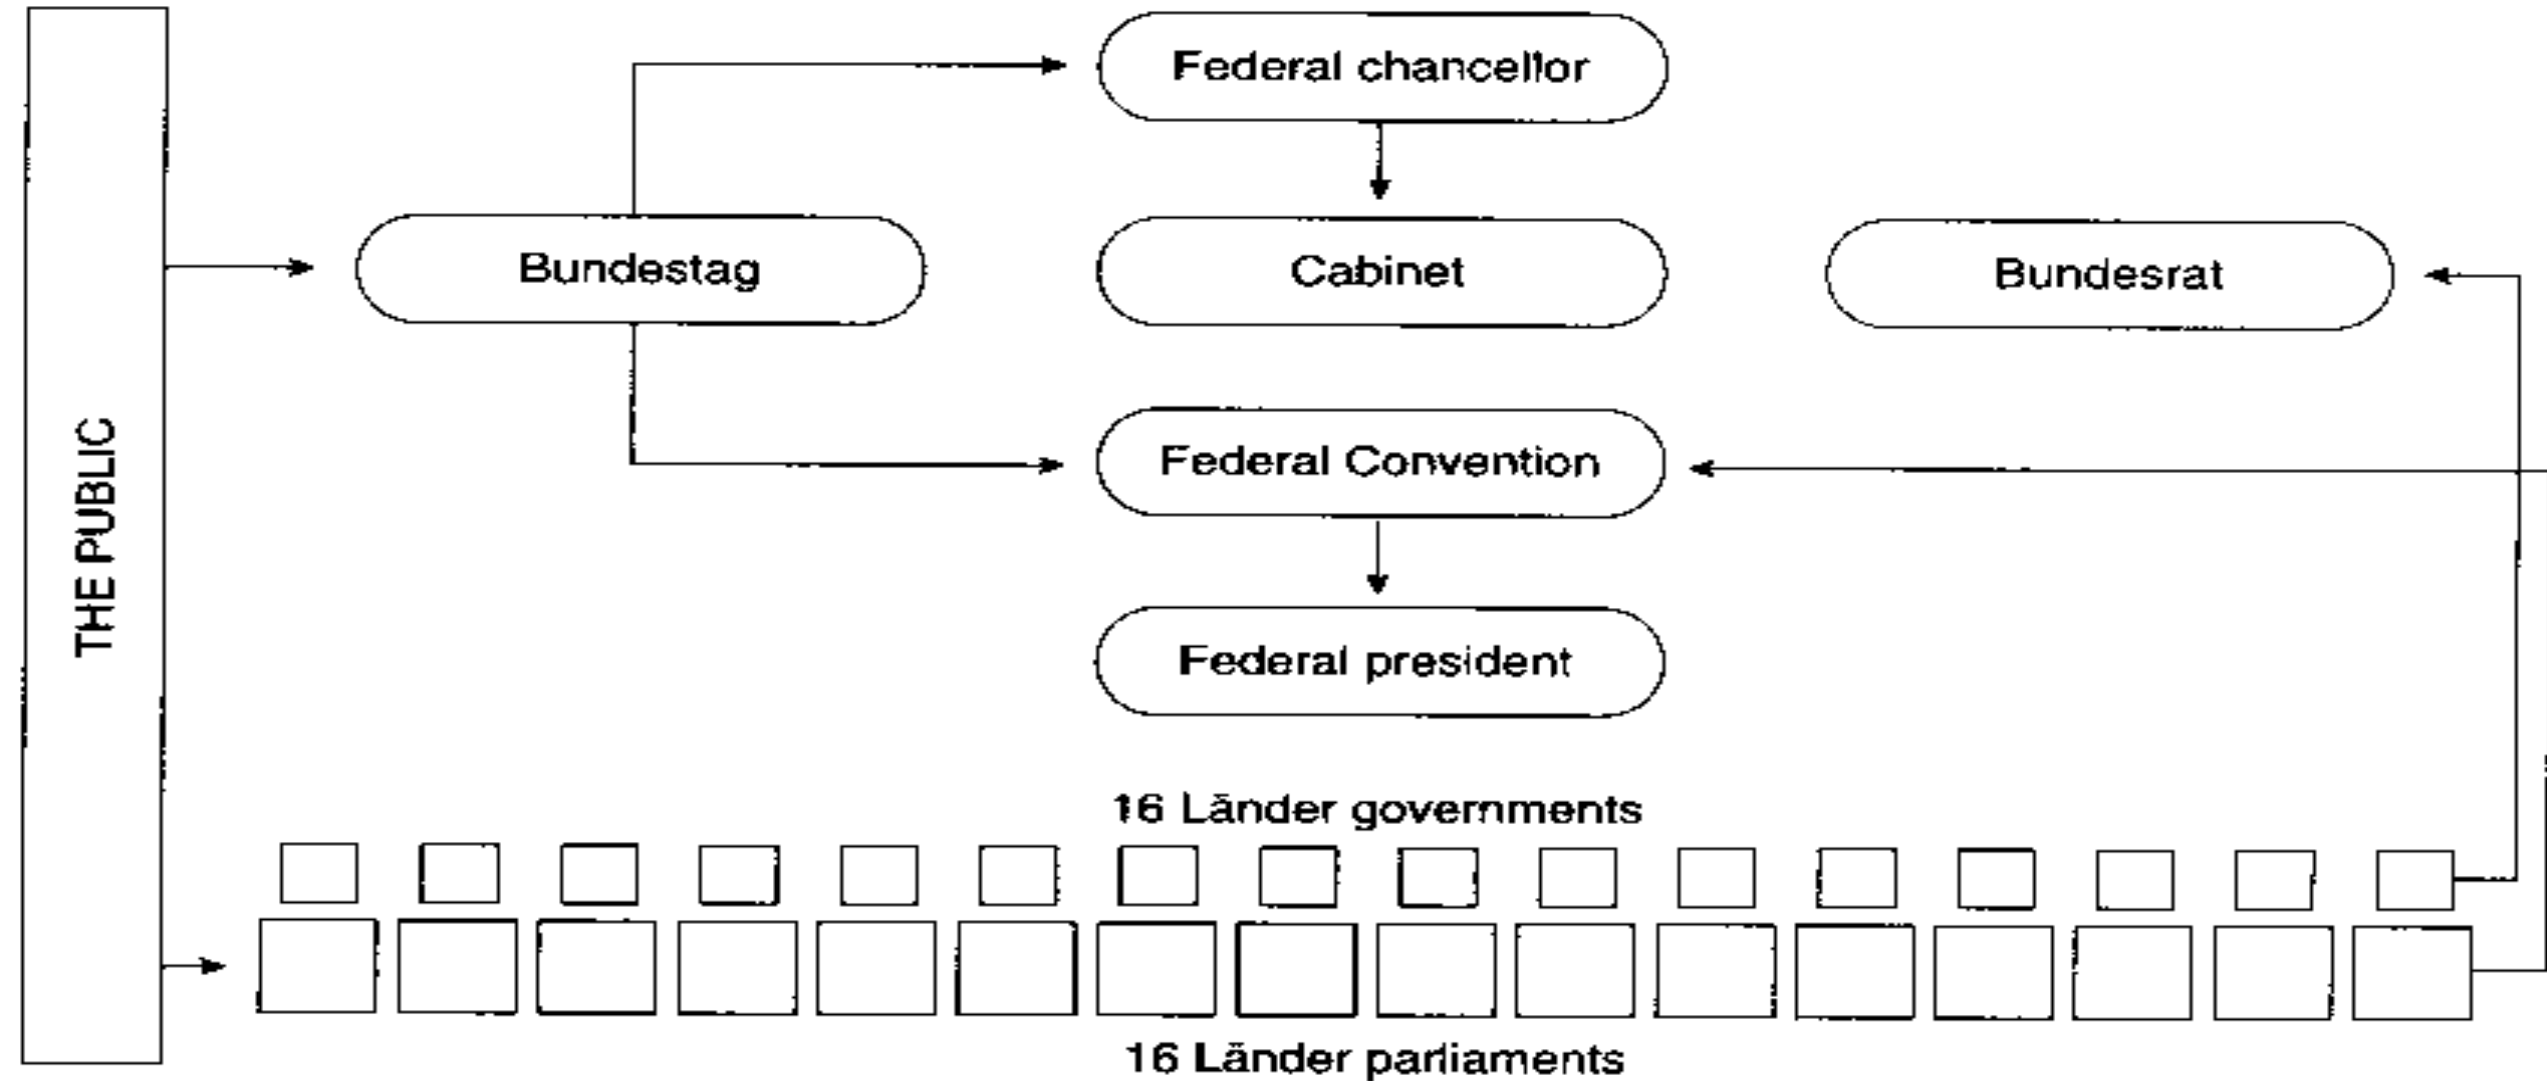 THE PUBLIC
Federal chancellor
Bundestag
Cabinet
Bundesrat
Federal Convention
Federal president
16 Länder governments
16 Länder parliaments